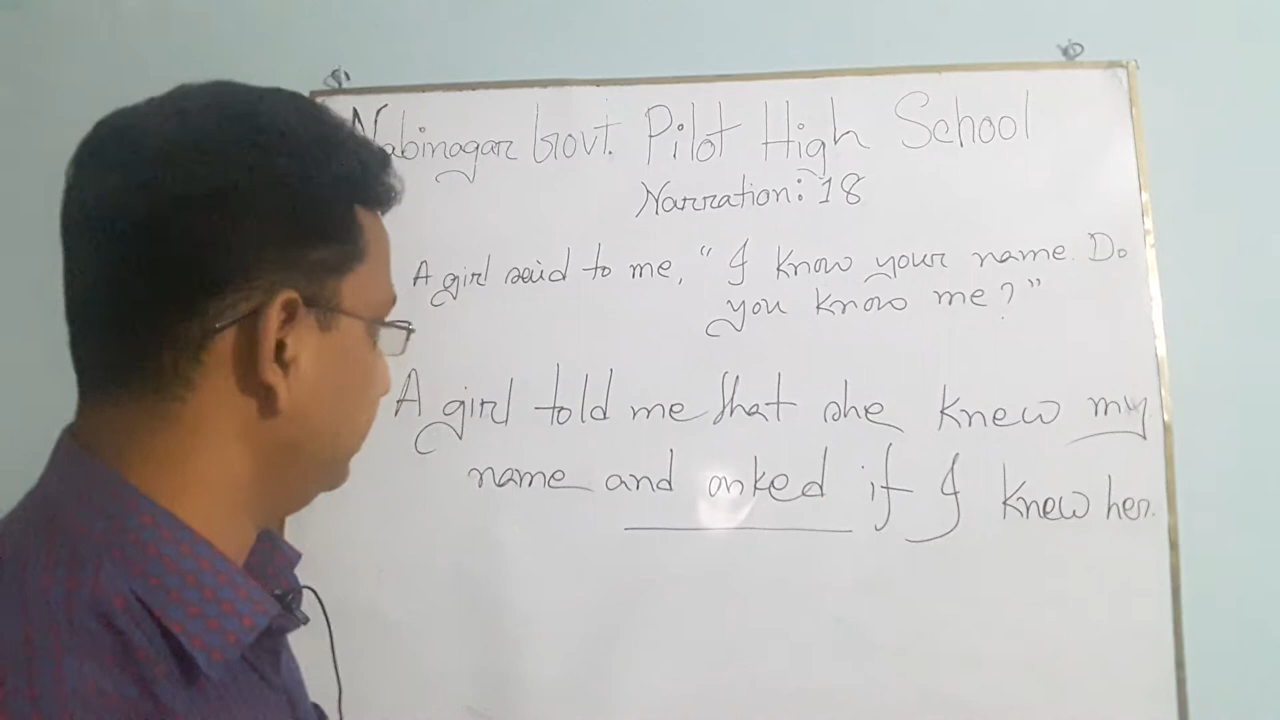 Nabinagar Govt. Pilot High School
Narration: 18
A girl said to me, "I know your name. Do
you know me?"
A girl told me that she knew my
name and asked if I knew her.